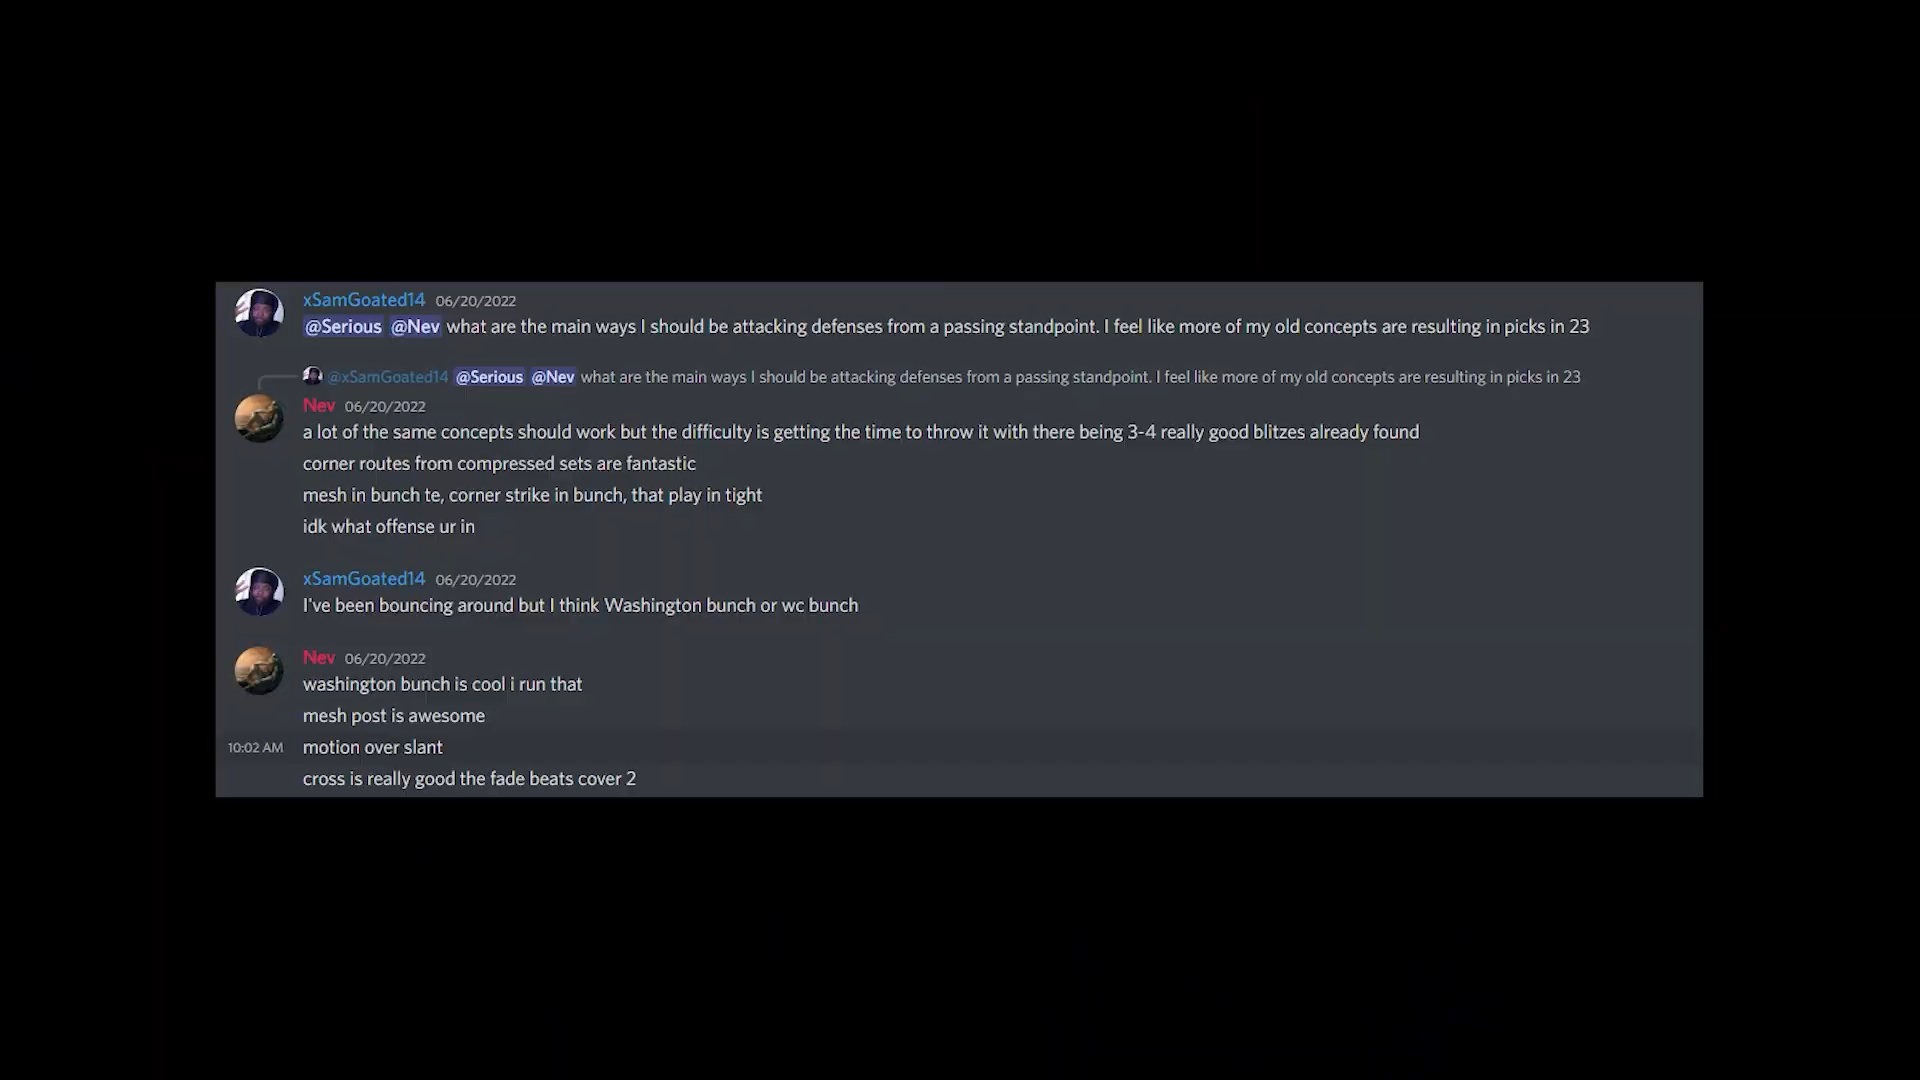 xSamGoated14 06/20/2022
@Serious @Nev what are the main ways I should be attacking defenses from a passing standpoint. I feel like more of my old concepts are resulting in picks in 23
@xSamGoated14 @Serious @Nev what are the main ways I should be attacking defenses from a passing standpoint. I feel like more of my old concepts are resulting in picks in 23
Nev 06/20/2022
a lot of the same concepts should work but the difficulty is getting the time to throw it with there being 3-4 really good blitzes already found
corner routes from compressed sets are fantastic
mesh in bunch te, corner strike in bunch, that play in tight
idk what offense ur in
xSamGoated14 06/20/2022
I've been bouncing around but I think Washington bunch or wc bunch
Nev 06/20/2022
washington bunch is cool i run that
mesh post is awesome
10:02 AM motion over slant
cross is really good the fade beats cover 2